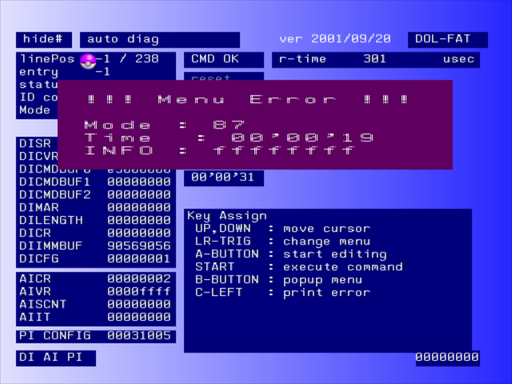 hide# auto diag ver 2001/09/20 DOL-FAT
linePos -1 / 238 CMD OK r-time 301 usec
entry -1
statu reset
ID co
Mode
!!! Menu Error !!!
Mode : 87
Time : 00'00'19
INFO : ffffffff
DISR
DICVR
DICMDBUF0 00'00'31
DICMDBUF1 00000000
DICMDBUF2 00000000
DIMAR 00000000
DILENGTH 00000000
DICR 00000000
DIIMMBUF 90569056
DICFG 00000001
Key Assign
UP,DOWN : move cursor
LR-TRIG : change menu
A-BUTTON : start editing
START : execute command
B-BUTTON : popup menu
C-LEFT : print error
AICR 00000002
AIVR 0000ffff
AISCNT 00000000
AIIT 00000000
PI CONFIG 00031005
DI AI PI 00000000